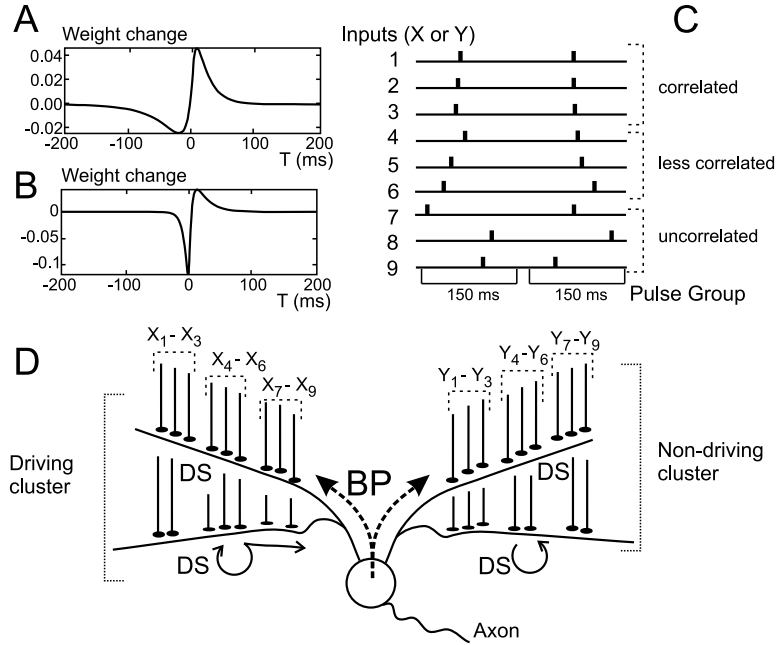 A
Weight change
0.04
0.02
0.00
-0.02
-200
-100
0
100
200
T (ms)
B
Weight change
0
-0.05
-0.1
-200
-100
0
100
200
T (ms)
C
Inputs (X or Y)
1
2
3
4
5
6
7
8
9
correlated
less correlated
uncorrelated
150 ms
150 ms
Pulse Group
D
X1- X3
X4 - X6
X7 - X9
Y1- Y3
Y4–Y6
Y7–Y9
Driving
cluster
DS
BP
DS
Non-driving
cluster
DS
DS
Axon